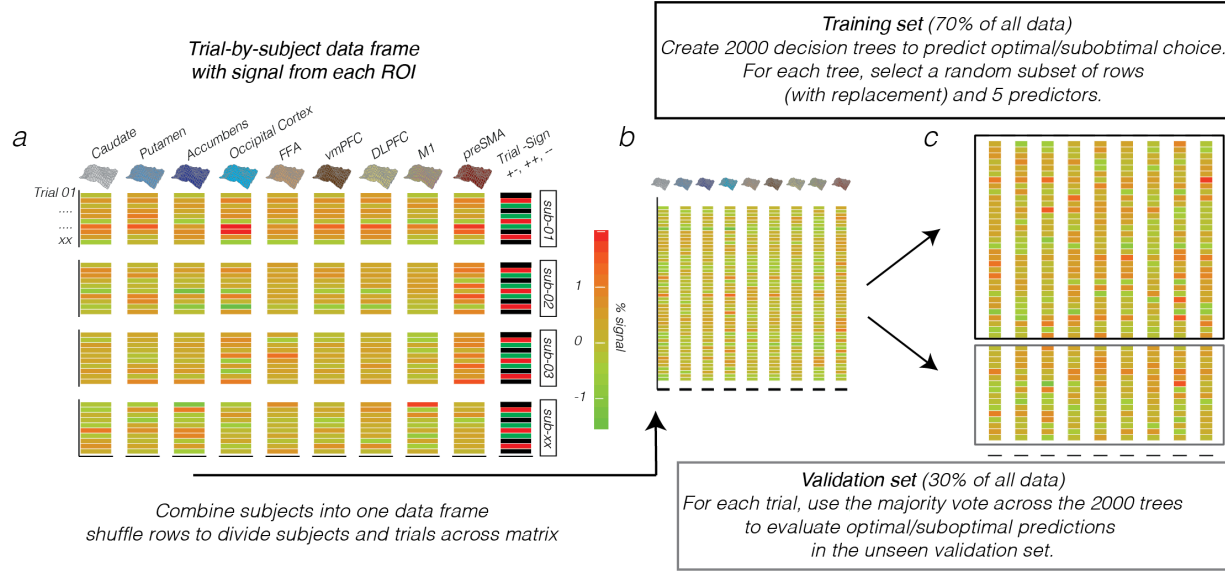 Training set (70% of all data)
Create 2000 decision trees to predict optimal/subobtimal choice.
For each tree, select a random subset of rows
(with replacement) and 5 predictors.
Trial-by-subject data frame
with signal from each ROI
a
b
c
Caudate
Putamen
Accumbens
Occipital Cortex
FFA
vmPFC
DLPFC
M1
preSMA
Trial -Sign
+-, ++, --
Trial 01
....
....
xx
sub-01
sub-02
sub-03
sub-xx
1
0
-1
% signal
Combine subjects into one data frame
shuffle rows to divide subjects and trials across matrix
Validation set (30% of all data)
For each trial, use the majority vote across the 2000 trees
to evaluate optimal/suboptimal predictions
in the unseen validation set.